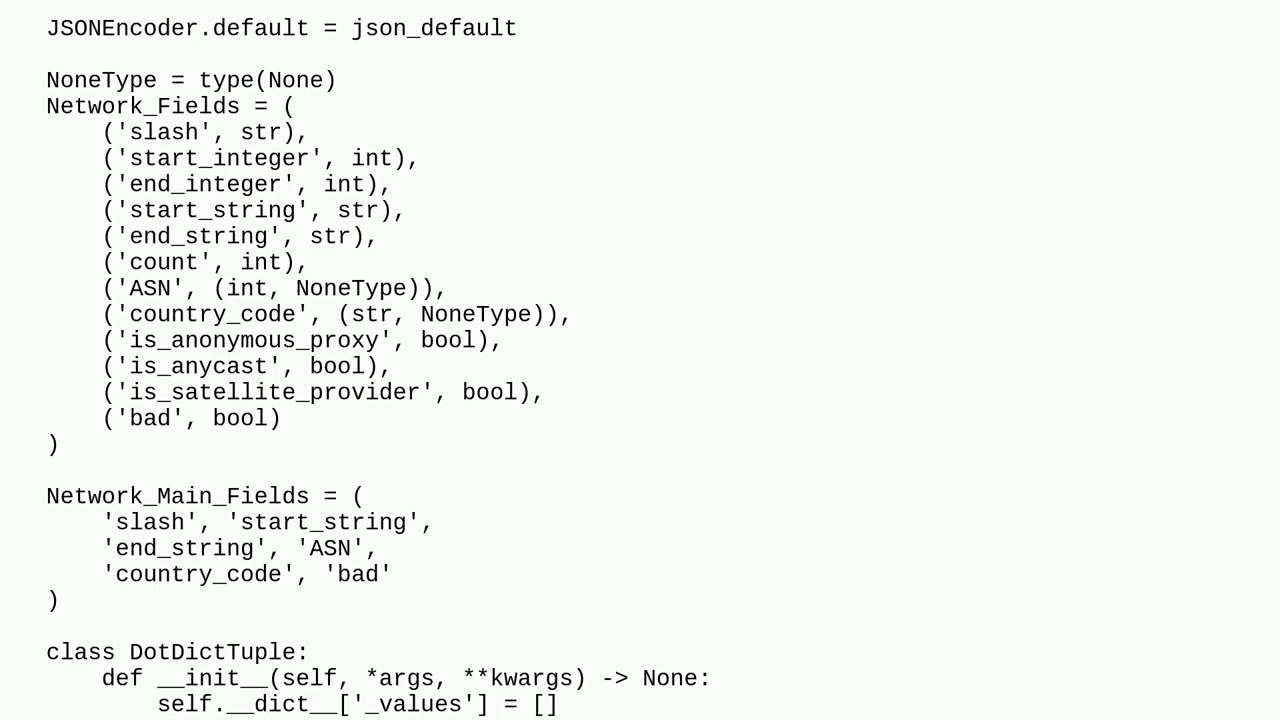 JSONEncoder.default = json_default

NoneType = type(None)
Network_Fields = (
    ('slash', str),
    ('start_integer', int),
    ('end_integer', int),
    ('start_string', str),
    ('end_string', str),
    ('count', int),
    ('ASN', (int, NoneType)),
    ('country_code', (str, NoneType)),
    ('is_anonymous_proxy', bool),
    ('is_anycast', bool),
    ('is_satellite_provider', bool),
    ('bad', bool)
)

Network_Main_Fields = (
    'slash', 'start_string',
    'end_string', 'ASN',
    'country_code', 'bad'
)

class DotDictTuple:
    def __init__(self, *args, **kwargs) -> None:
        self.__dict__['_values'] = []